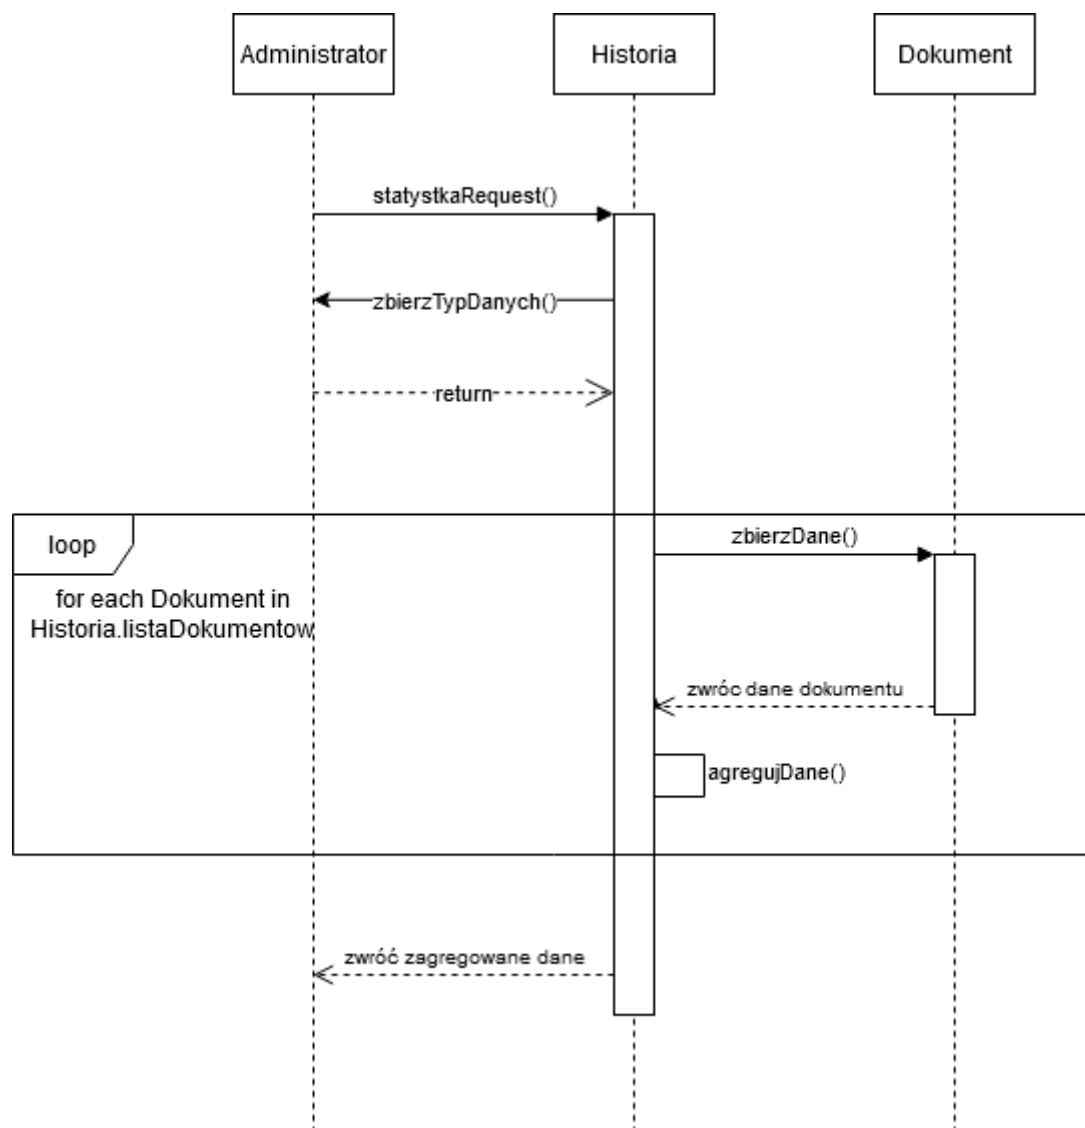 Administrator
Historia
Dokument
statystkaRequest()
zbierzTypDanych()
return
loop
zbierzDane()
for each Dokument in
Historia.listaDokumentow
zwróc dane dokumentu
agregujDane()
zwróć zagregowane dane